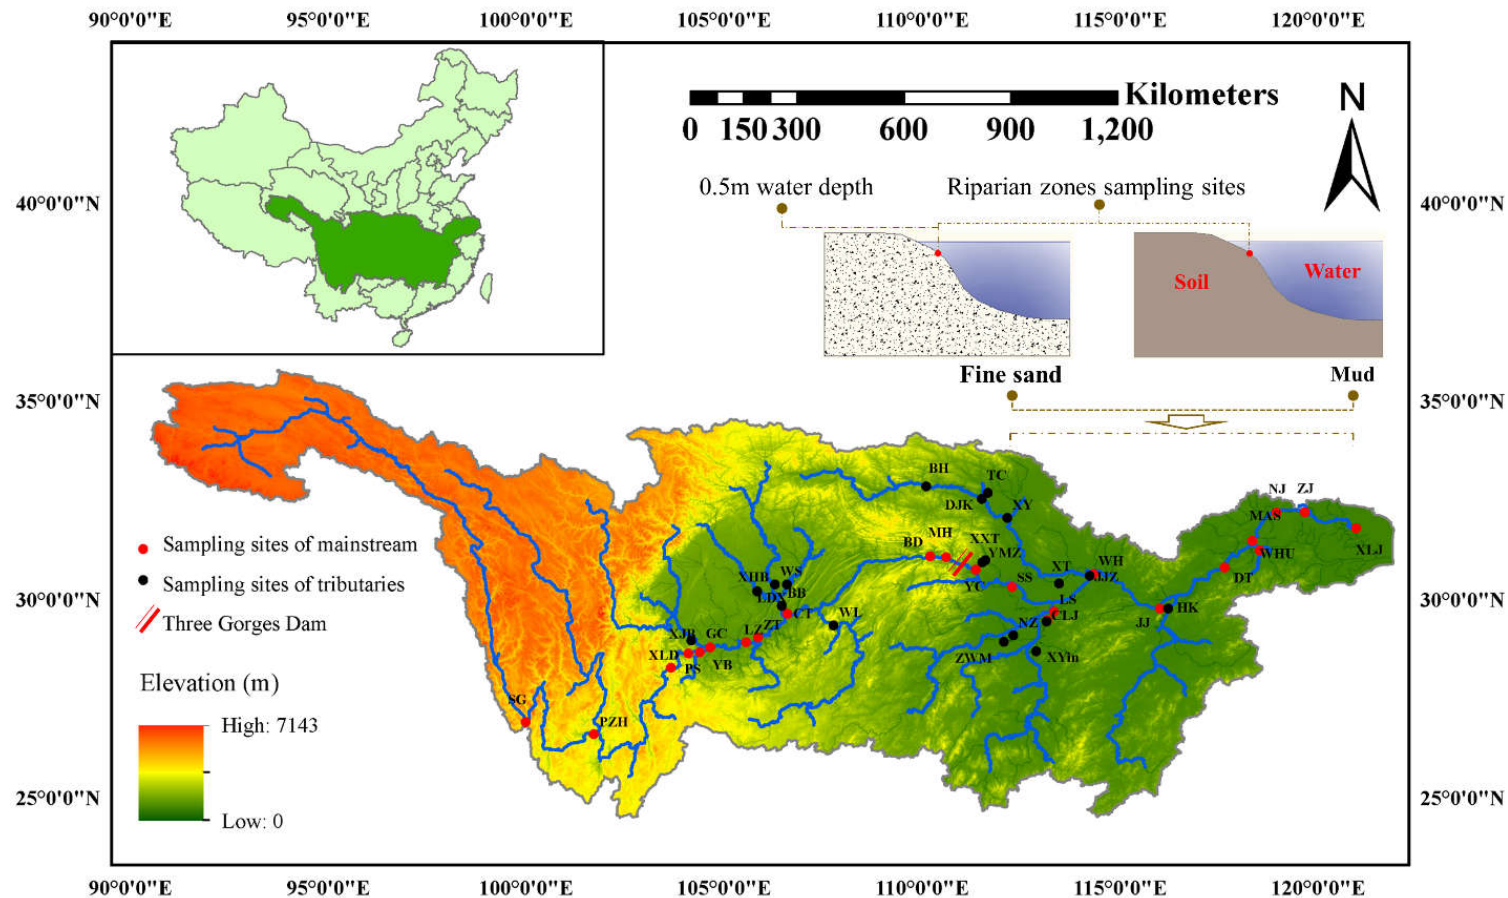 90°0'0"E 95°0'0"E 100°0'0"E 105°0'0"E 110°0'0"E 115°0'0"E 120°0'0"E
Kilometers
0 150 300 600 900 1,200
N
0.5m water depth
Riparian zones sampling sites
40°0'0"N
40°0'0"N
Soil
Water
Fine sand
Mud
35°0'0"N
35°0'0"N
BH
TC
DJK
XY
NJ
ZJ
MAS
WHU
XLJ
DT
BD
MH
XXT
YMZ
YC
SS
XT
WH
JJZ
LS
CLJ
NZ
ZWM
XYin
JJ
HK
XHB
WS
LDX
BB
CT
WL
ZT
LZ
GC
XJB
XLD
PS
YB
SG
PZH
Sampling sites of mainstream
Sampling sites of tributaries
Three Gorges Dam
30°0'0"N
30°0'0"N
Elevation (m)
High: 7143
Low: 0
25°0'0"N
25°0'0"N
90°0'0"E 95°0'0"E 100°0'0"E 105°0'0"E 110°0'0"E 115°0'0"E 120°0'0"E